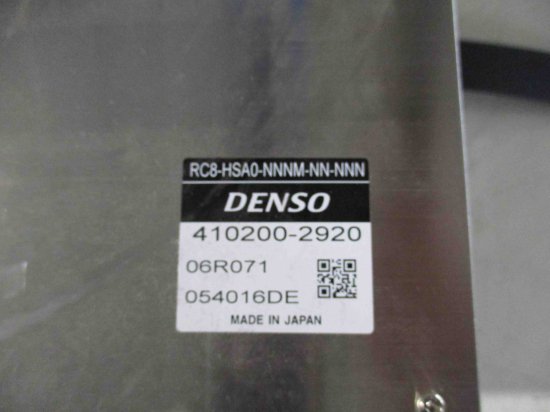 RC8-HSA0-NNNM-NN-NNN
DENSO
410200-2920
06R071
054016DE
MADE IN JAPAN